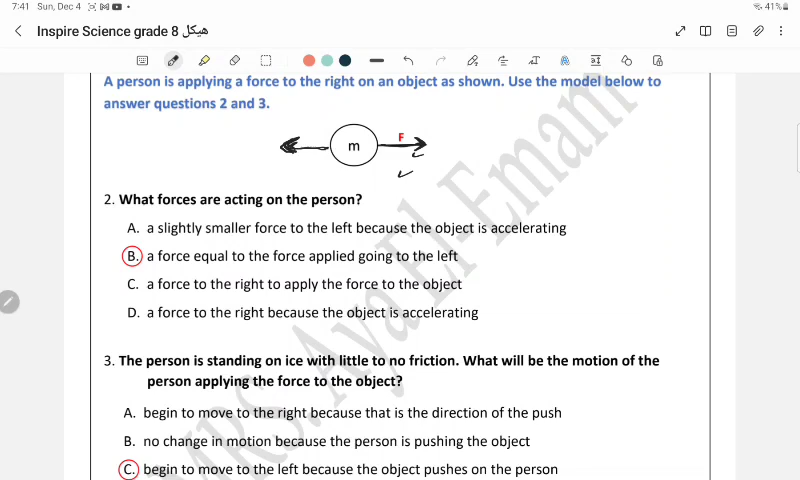 7:41 Sun, Dec 4
41%
Inspire Science grade 8 هيكل
A person is applying a force to the right on an object as shown. Use the model below to
answer questions 2 and 3.
F
m
2. What forces are acting on the person?
A. a slightly smaller force to the left because the object is accelerating
B. a force equal to the force applied going to the left
C. a force to the right to apply the force to the object
D. a force to the right because the object is accelerating
3. The person is standing on ice with little to no friction. What will be the motion of the
person applying the force to the object?
A. begin to move to the right because that is the direction of the push
B. no change in motion because the person is pushing the object
C. begin to move to the left because the object pushes on the person
MRS. Aya El-Emam